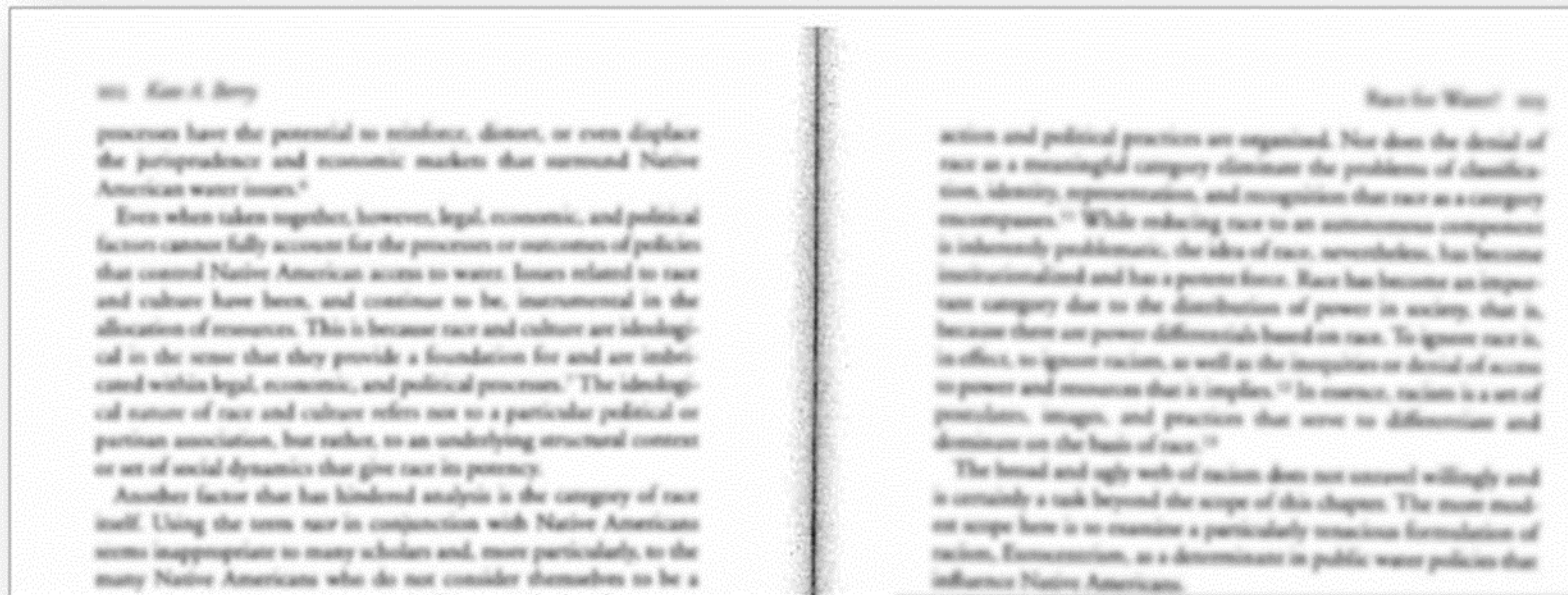 102 Kate A. Berry
processes have the potential to reinforce, distort, or even displace
the jurisprudence and economic markets that surround Native
American water issues.⁶
Even when taken together, however, legal, economic, and political
factors cannot fully account for the processes or outcomes of policies
that control Native American access to water. Issues related to race
and culture have been, and continue to be, instrumental in the
allocation of resources. This is because race and culture are ideologi-
cal in the sense that they provide a foundation for and are imbri-
cated within legal, economic, and political processes.⁷ The ideologi-
cal nature of race and culture refers not to a particular political or
partisan association, but rather, to an underlying structural context
or set of social dynamics that give race its potency.
Another factor that has hindered analysis is the category of race
itself. Using the term race in conjunction with Native Americans
seems inappropriate to many scholars and, more particularly, to the
many Native Americans who do not consider themselves to be a
Race for Water? 103
action and political practices are organized. Nor does the denial of
race as a meaningful category eliminate the problems of classifica-
tion, identity, representation, and recognition that race as a category
encompasses.¹¹ While reducing race to an autonomous component
is inherently problematic, the idea of race, nevertheless, has become
institutionalized and has a potent force. Race has become an impor-
tant category due to the distribution of power in society, that is,
because there are power differentials based on race. To ignore race is,
in effect, to ignore racism, as well as the inequities or denial of access
to power and resources that it implies.¹² In essence, racism is a set of
postulates, images, and practices that serve to differentiate and
dominate on the basis of race.¹³
The broad and ugly web of racism does not unravel willingly and
is certainly a task beyond the scope of this chapter. The more mod-
est scope here is to examine a particularly tenacious formulation of
racism, Eurocentrism, as a determinant in public water policies that
influence Native Americans.